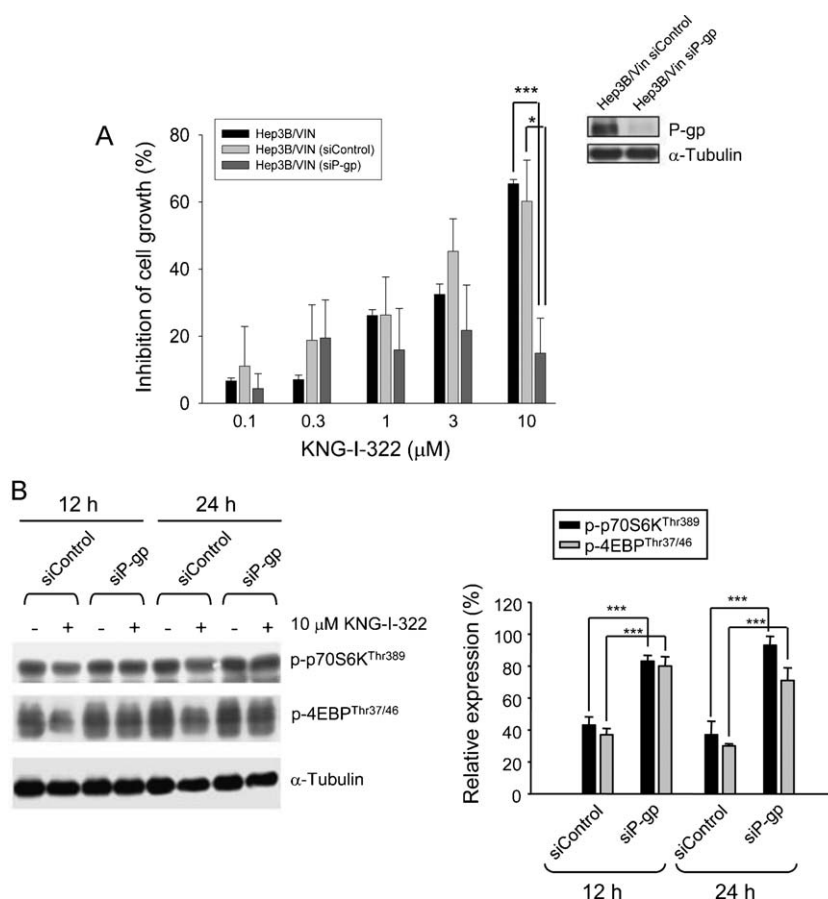 Hep3B/Vin siControl
Hep3B/Vin siP-gp
P-gp
α-Tubulin
A
Hep3B/VIN
Hep3B/VIN (siControl)
Hep3B/VIN (siP-gp)
***
*
Inhibition of cell growth (%)
80
60
40
20
0
0.1 0.3 1 3 10
KNG-I-322 (μM)
B
12 h 24 h
siControl siP-gp siControl siP-gp
- + - + - + - + 10 μM KNG-I-322
p-p70S6KThr389
p-4EBPThr37/46
α-Tubulin
p-p70S6KThr389
p-4EBPThr37/46
Relative expression (%)
120
100
80
60
40
20
0
*** ***
*** ***
siControl siP-gp siControl siP-gp
12 h 24 h